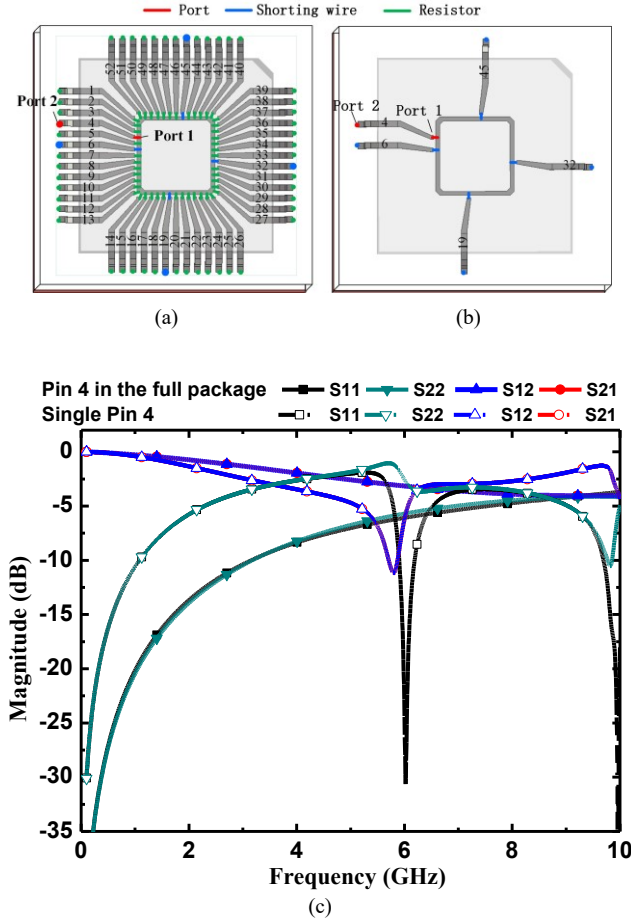 Port Shorting wire Resistor
52 51 50 49 48 47 46 45 44 43 42 41 40
Port 2
1
2
3
4
5
6
7
8
9
10
11
12
13
Port 1
39
38
37
36
35
34
33
32
31
30
29
28
27
14 15 16 17 18 19 20 21 22 23 24 25 26
45
Port 2
Port 1
4
6
32
19
(a) (b)
Pin 4 in the full package S11 S22 S12 S21
Single Pin 4 S11 S22 S12 S21
Magnitude (dB)
0
-5
-10
-15
-20
-25
-30
-35
0 2 4 6 8 10
Frequency (GHz)
(c)